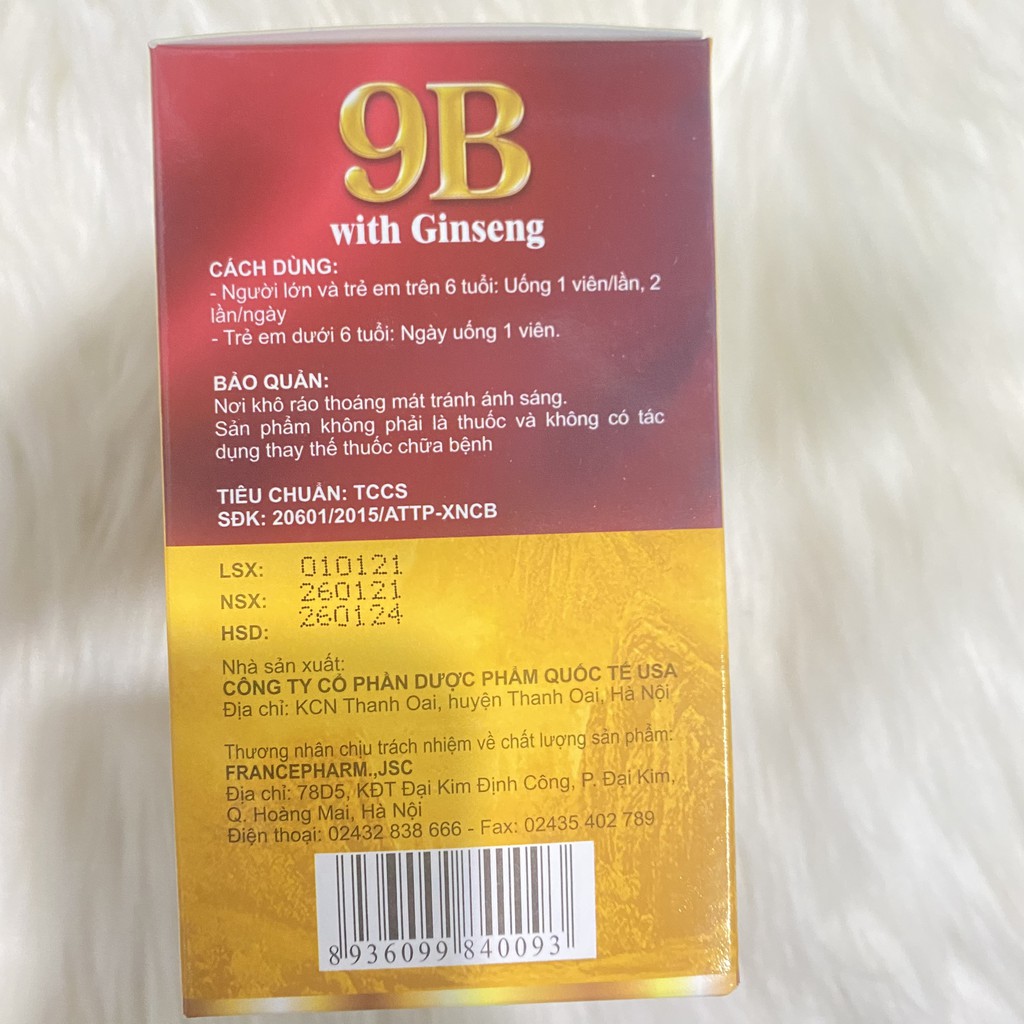 9B
with Ginseng
CÁCH DÙNG:
- Người lớn và trẻ em trên 6 tuổi: Uống 1 viên/lần, 2
lần/ngày
- Trẻ em dưới 6 tuổi: Ngày uống 1 viên.
BẢO QUẢN:
Nơi khô ráo thoáng mát tránh ánh sáng.
Sản phẩm không phải là thuốc và không có tác
dụng thay thế thuốc chữa bệnh
TIÊU CHUẨN: TCCS
SĐK: 20601/2015/ATTP-XNCB
LSX: 010121
NSX: 260121
HSD: 260124
Nhà sản xuất:
CÔNG TY CỔ PHẦN DƯỢC PHẨM QUỐC TẾ USA
Địa chỉ: KCN Thanh Oai, huyện Thanh Oai, Hà Nội
Thương nhân chịu trách nhiệm về chất lượng sản phẩm:
FRANCEPHARM.,JSC
Địa chỉ: 78D5, KĐT Đại Kim Định Công, P. Đại Kim,
Q. Hoàng Mai, Hà Nội
Điện thoại: 02432 838 666 - Fax: 02435 402 789
8 936099 840093